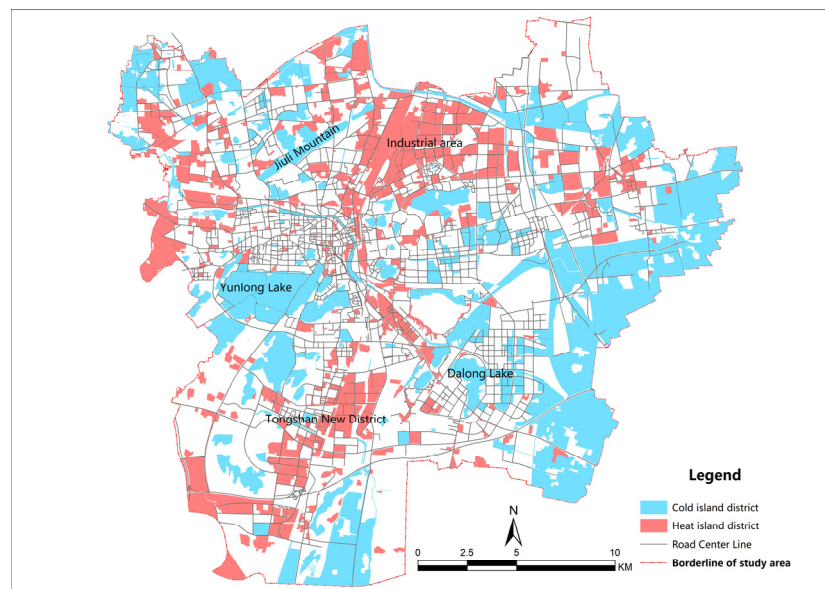 Industrial area
Jiuli Mountain
Yunlong Lake
Dalong Lake
Tongshan New District
Legend
Cold island district
Heat island district
Road Center Line
Borderline of study area
N
0 2.5 5 10
KM